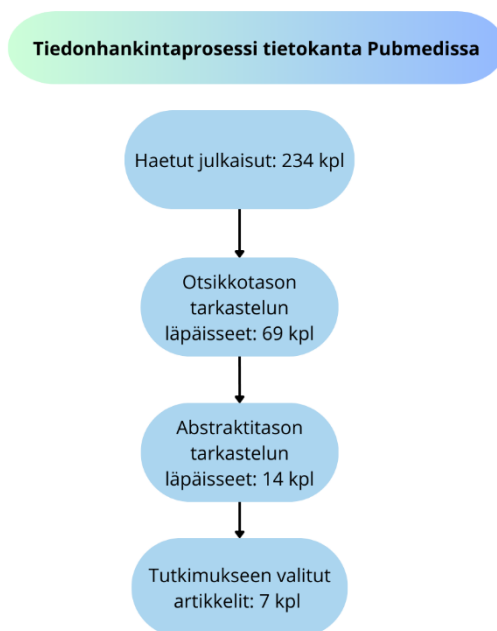 Tiedonhankintaprosessi tietokanta Pubmedissa
Haetut julkaisut: 234 kpl
Otsikkotason
tarkastelun
läpäisseet: 69 kpl
Abstraktitason
tarkastelun
läpäisseet: 14 kpl
Tutkimukseen valitut
artikkelit: 7 kpl